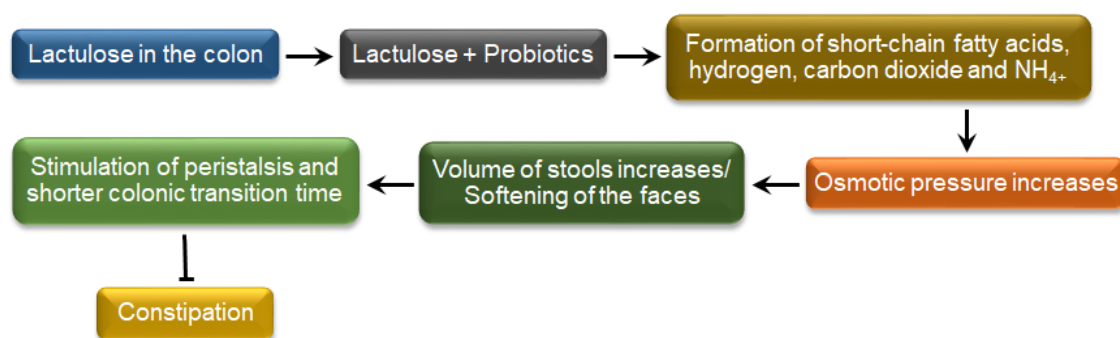 Lactulose in the colon
Lactulose + Probiotics
Formation of short-chain fatty acids,
hydrogen, carbon dioxide and NH₄₊
Osmotic pressure increases
Volume of stools increases/
Softening of the faces
Stimulation of peristalsis and
shorter colonic transition time
Constipation